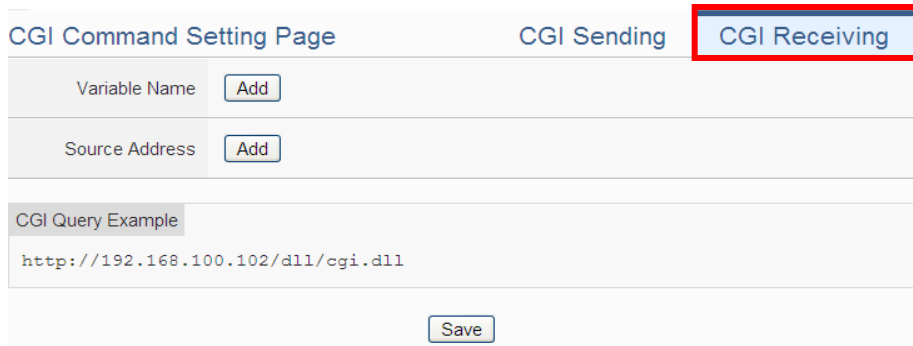 CGI Command Setting Page CGI Sending CGI Receiving
Variable Name Add
Source Address Add
CGI Query Example
http://192.168.100.102/dll/cgi.dll
Save